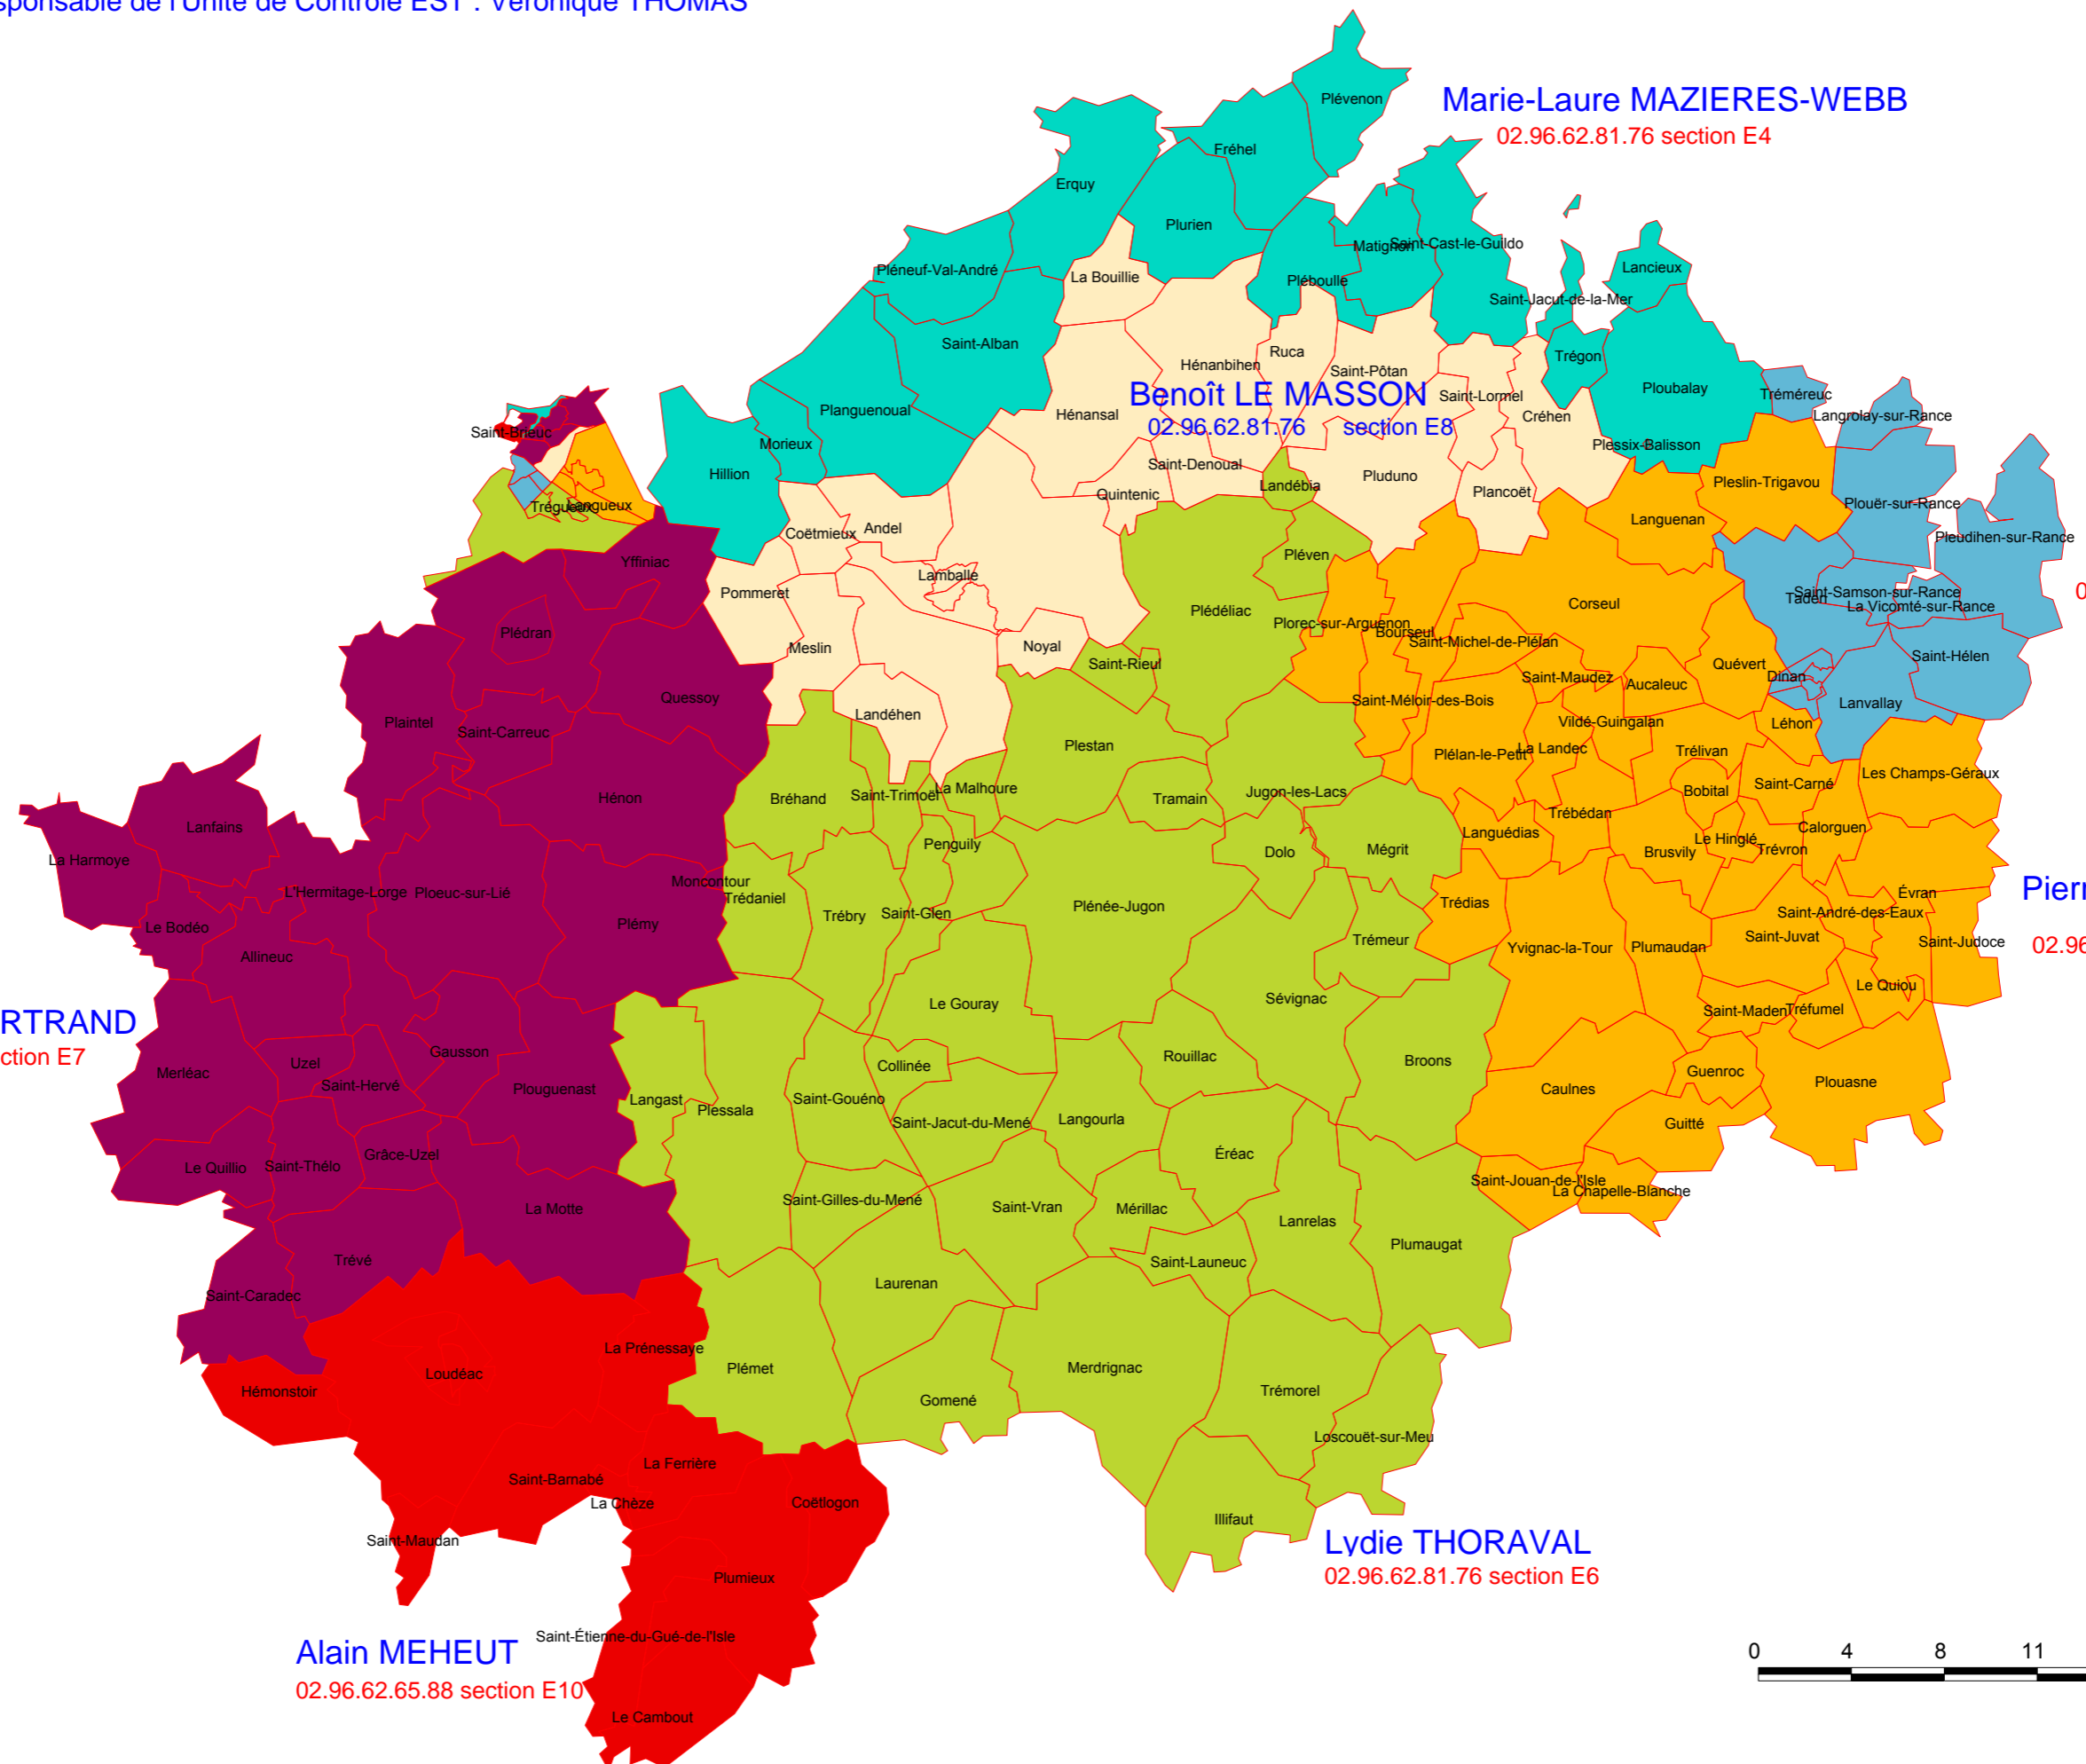 sponsable de l'Unité de Contrôle EST : Véronique THOMAS
Plévenon
Marie-Laure MAZIERES-WEBB
02.96.62.81.76 section E4
Fréhel
Erquy
Plurien
Matignon
Saint-Cast-le-Guildo
Pléneuf-Val-André
La Bouillie
Pléboulle
Lancieux
Saint-Jacut-de-la-Mer
Saint-Alban
Ruca
Trégon
Hénanbihen
Saint-Pôtan
Ploubalay
Tréméreuc
Benoît LE MASSON
Saint-Lormel
Planguenoual
Hénansal
Créhen
Langrolay-sur-Rance
02.96.62.81.76 section E8
Saint-Brieuc
Morieux
Plessix-Balisson
Hillion
Saint-Denoual
Pluduno
Landébia
Pleslin-Trigavou
Plancoët
Quintenic
Plouër-sur-Rance
Trégueux
Langueux
Languenan
Andel
Coëtmieux
Pleudihen-sur-Rance
Yffiniac
Pléven
Lamballe
Pommeret
Saint-Samson-sur-Rance
0
Taden
Corseul
La Vicomté-sur-Rance
Plédéliac
Plorec-sur-Arguenon
Plédran
Bourseul
Saint-Michel-de-Plélan
Meslin
Noyal
Saint-Hélen
Saint-Rieul
Quévert
Dinan
Saint-Maudez
Aucaleuc
Quessoy
Saint-Méloir-des-Bois
Lanvallay
Landéhen
Plaintel
Vildé-Guingalan
Léhon
Saint-Carreuc
Plestan
La Landec
Trélivan
Plélan-le-Petit
Les Champs-Géraux
Saint-Carné
La Malhoure
Bobital
Jugon-les-Lacs
Saint-Trimoël
Hénon
Bréhand
Tramain
Trébédan
Lanfains
Calorguen
Languédias
Le Hinglé
Penguily
Trévron
Mégrit
Dolo
Brusvily
La Harmoye
Moncontour
Pierr
L'Hermitage-Lorge
Ploeuc-sur-Lié
Évran
Trédaniel
Trédias
Plénée-Jugon
Saint-Glen
Saint-André-des-Eaux
Trébry
Plémy
Le Bodéo
Saint-Juvat
Trémeur
Saint-Judoce
02.96
Yvignac-la-Tour
Plumaudan
Allineuc
Le Quiou
Sévignac
Le Gouray
Saint-Maden
Tréfumel
RTRAND
Gausson
ction E7
Rouillac
Broons
Uzel
Collinée
Guenroc
Merléac
Plouasne
Saint-Hervé
Plouguenast
Caulnes
Langast
Saint-Gouéno
Plessala
Langourla
Saint-Jacut-du-Mené
Guitté
Grâce-Uzel
Éréac
Le Quillio
Saint-Thélo
Saint-Jouan-de-l'Isle
La Chapelle-Blanche
Saint-Gilles-du-Mené
La Motte
Saint-Vran
Mérillac
Lanrelas
Plumaugat
Trévé
Saint-Launeuc
Laurenan
Saint-Caradec
La Prénessaye
Plémet
Merdrignac
Loudéac
Hémonstoir
Trémorel
Gomené
Loscouët-sur-Meu
La Ferrière
Saint-Barnabé
La Chèze
Coëtlogon
Illifaut
Saint-Maudan
Lydie THORAVAL
02.96.62.81.76 section E6
Plumieux
Saint-Étienne-du-Gué-de-l'Isle
Alain MEHEUT
02.96.62.65.88 section E10
Le Cambout
0 4 8 11